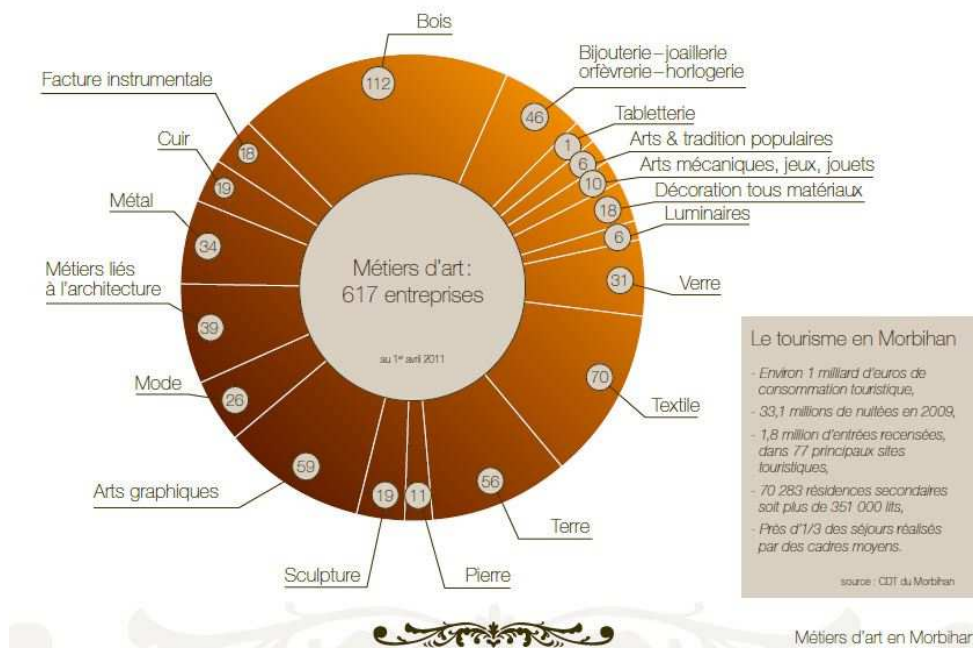 Bois
112
Bijouterie–joaillerie
orfèvrerie–horlogerie
46
Tabletterie
1
Arts & tradition populaires
6
Arts mécaniques, jeux, jouets
10
Décoration tous matériaux
18
Luminaires
6
Verre
31
Textile
70
Terre
56
Pierre
11
Sculpture
19
Arts graphiques
59
Mode
26
Métiers liés
à l'architecture
39
Métal
34
Cuir
19
Facture instrumentale
18
Métiers d'art :
617 entreprises
au 1er avril 2011
Le tourisme en Morbihan
- Environ 1 milliard d'euros de
consommation touristique,
- 33,1 millions de nuitées en 2009,
- 1,8 million d'entrées recensées,
dans 77 principaux sites
touristiques,
- 70 283 résidences secondaires
soit plus de 351 000 lits,
- Près d'1/3 des séjours réalisés
par des cadres moyens.
source : CDT du Morbihan
Métiers d'art en Morbihan